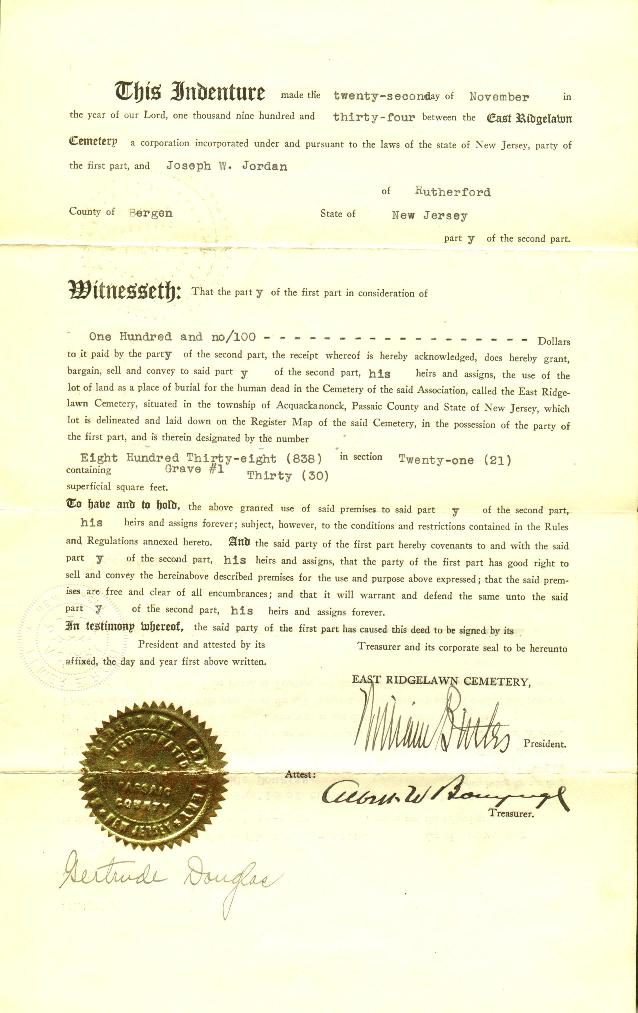 This Indenture made the twenty-second day of November in
the year of our Lord, one thousand nine hundred and thirty-four between the East Ridgelawn
Cemetery a corporation incorporated under and pursuant to the laws of the state of New Jersey, party of
the first part, and Joseph W. Jordan
of Rutherford
County of Bergen State of New Jersey
part y of the second part.
Witnesseth: That the part y of the first part in consideration of
One Hundred and no/100 - - - - - - - - - - - - - - - - - - Dollars
to it paid by the party of the second part, the receipt whereof is hereby acknowledged, does hereby grant,
bargain, sell and convey to said part y of the second part, his heirs and assigns, the use of the
lot of land as a place of burial for the human dead in the Cemetery of the said Association, called the East Ridge-
lawn Cemetery, situated in the township of Acquackanonck, Passaic County and State of New Jersey, which
lot is delineated and laid down on the Register Map of the said Cemetery, in the possession of the party of
the first part, and is therein designated by the number
Eight Hundred Thirty-eight (838) in section Twenty-one (21)
containing Grave #1 Thirty (30)
superficial square feet.
To have and to hold, the above granted use of said premises to said part y of the second part,
his heirs and assigns forever; subject, however, to the conditions and restrictions contained in the Rules
and Regulations annexed hereto. And the said party of the first part hereby covenants to and with the said
part y of the second part, his heirs and assigns, that the party of the first part has good right to
sell and convey the hereinabove described premises for the use and purpose above expressed; that the said prem-
ises are free and clear of all encumbrances; and that it will warrant and defend the same unto the said
part y of the second part, his heirs and assigns forever.
In testimony whereof, the said party of the first part has caused this deed to be signed by its
President and attested by its Treasurer and its corporate seal to be hereunto
affixed, the day and year first above written.
EAST RIDGELAWN CEMETERY,
William
President.
Attest:
Albert W
Treasurer.
INCORPORATED
PASSAIC
COUNTY
NEW JERSEY
Gertrude Douglas